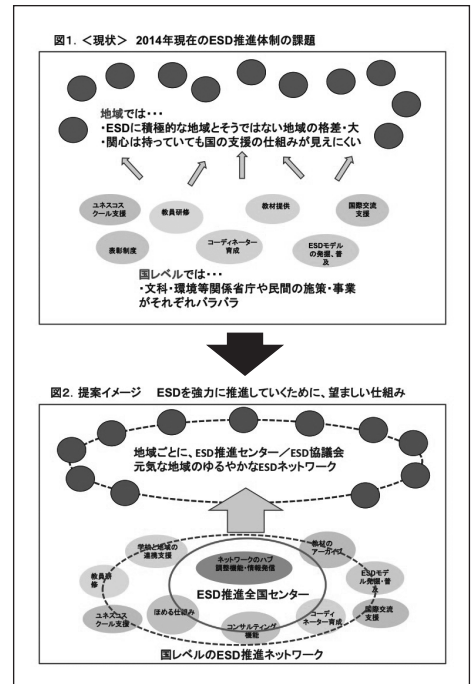 図1. <現状> 2014年現在のESD推進体制の課題
地域では・・・
・ESDに積極的な地域とそうではない地域の格差・大
・関心は持っていても国の支援の仕組みが見えにくい
ユネスコス
クール支援
教員研修
教材提供
国際交流
支援
表彰制度
コーディネーター
育成
ESDモデル
の発掘、普
及
国レベルでは・・・
・文科・環境等関係省庁や民間の施策・事業
がそれぞれバラバラ
図2. 提案イメージ ESDを強力に推進していくために、望ましい仕組み
地域ごとに、ESD推進センター/ESD協議会
元気な地域のゆるやかなESDネットワーク
学校と地域の
連携支援
ネットワークのハブ
調整機能・情報発信
教材の
アーカイブ
教員研
修
ESD推進全国センター
ESDモデ
ル発掘・普
及
ユネスコス
クール支援
ほめる仕組み
コンサルティング
機能
コーディ
ネーター育成
国際交流
支援
国レベルのESD推進ネットワーク